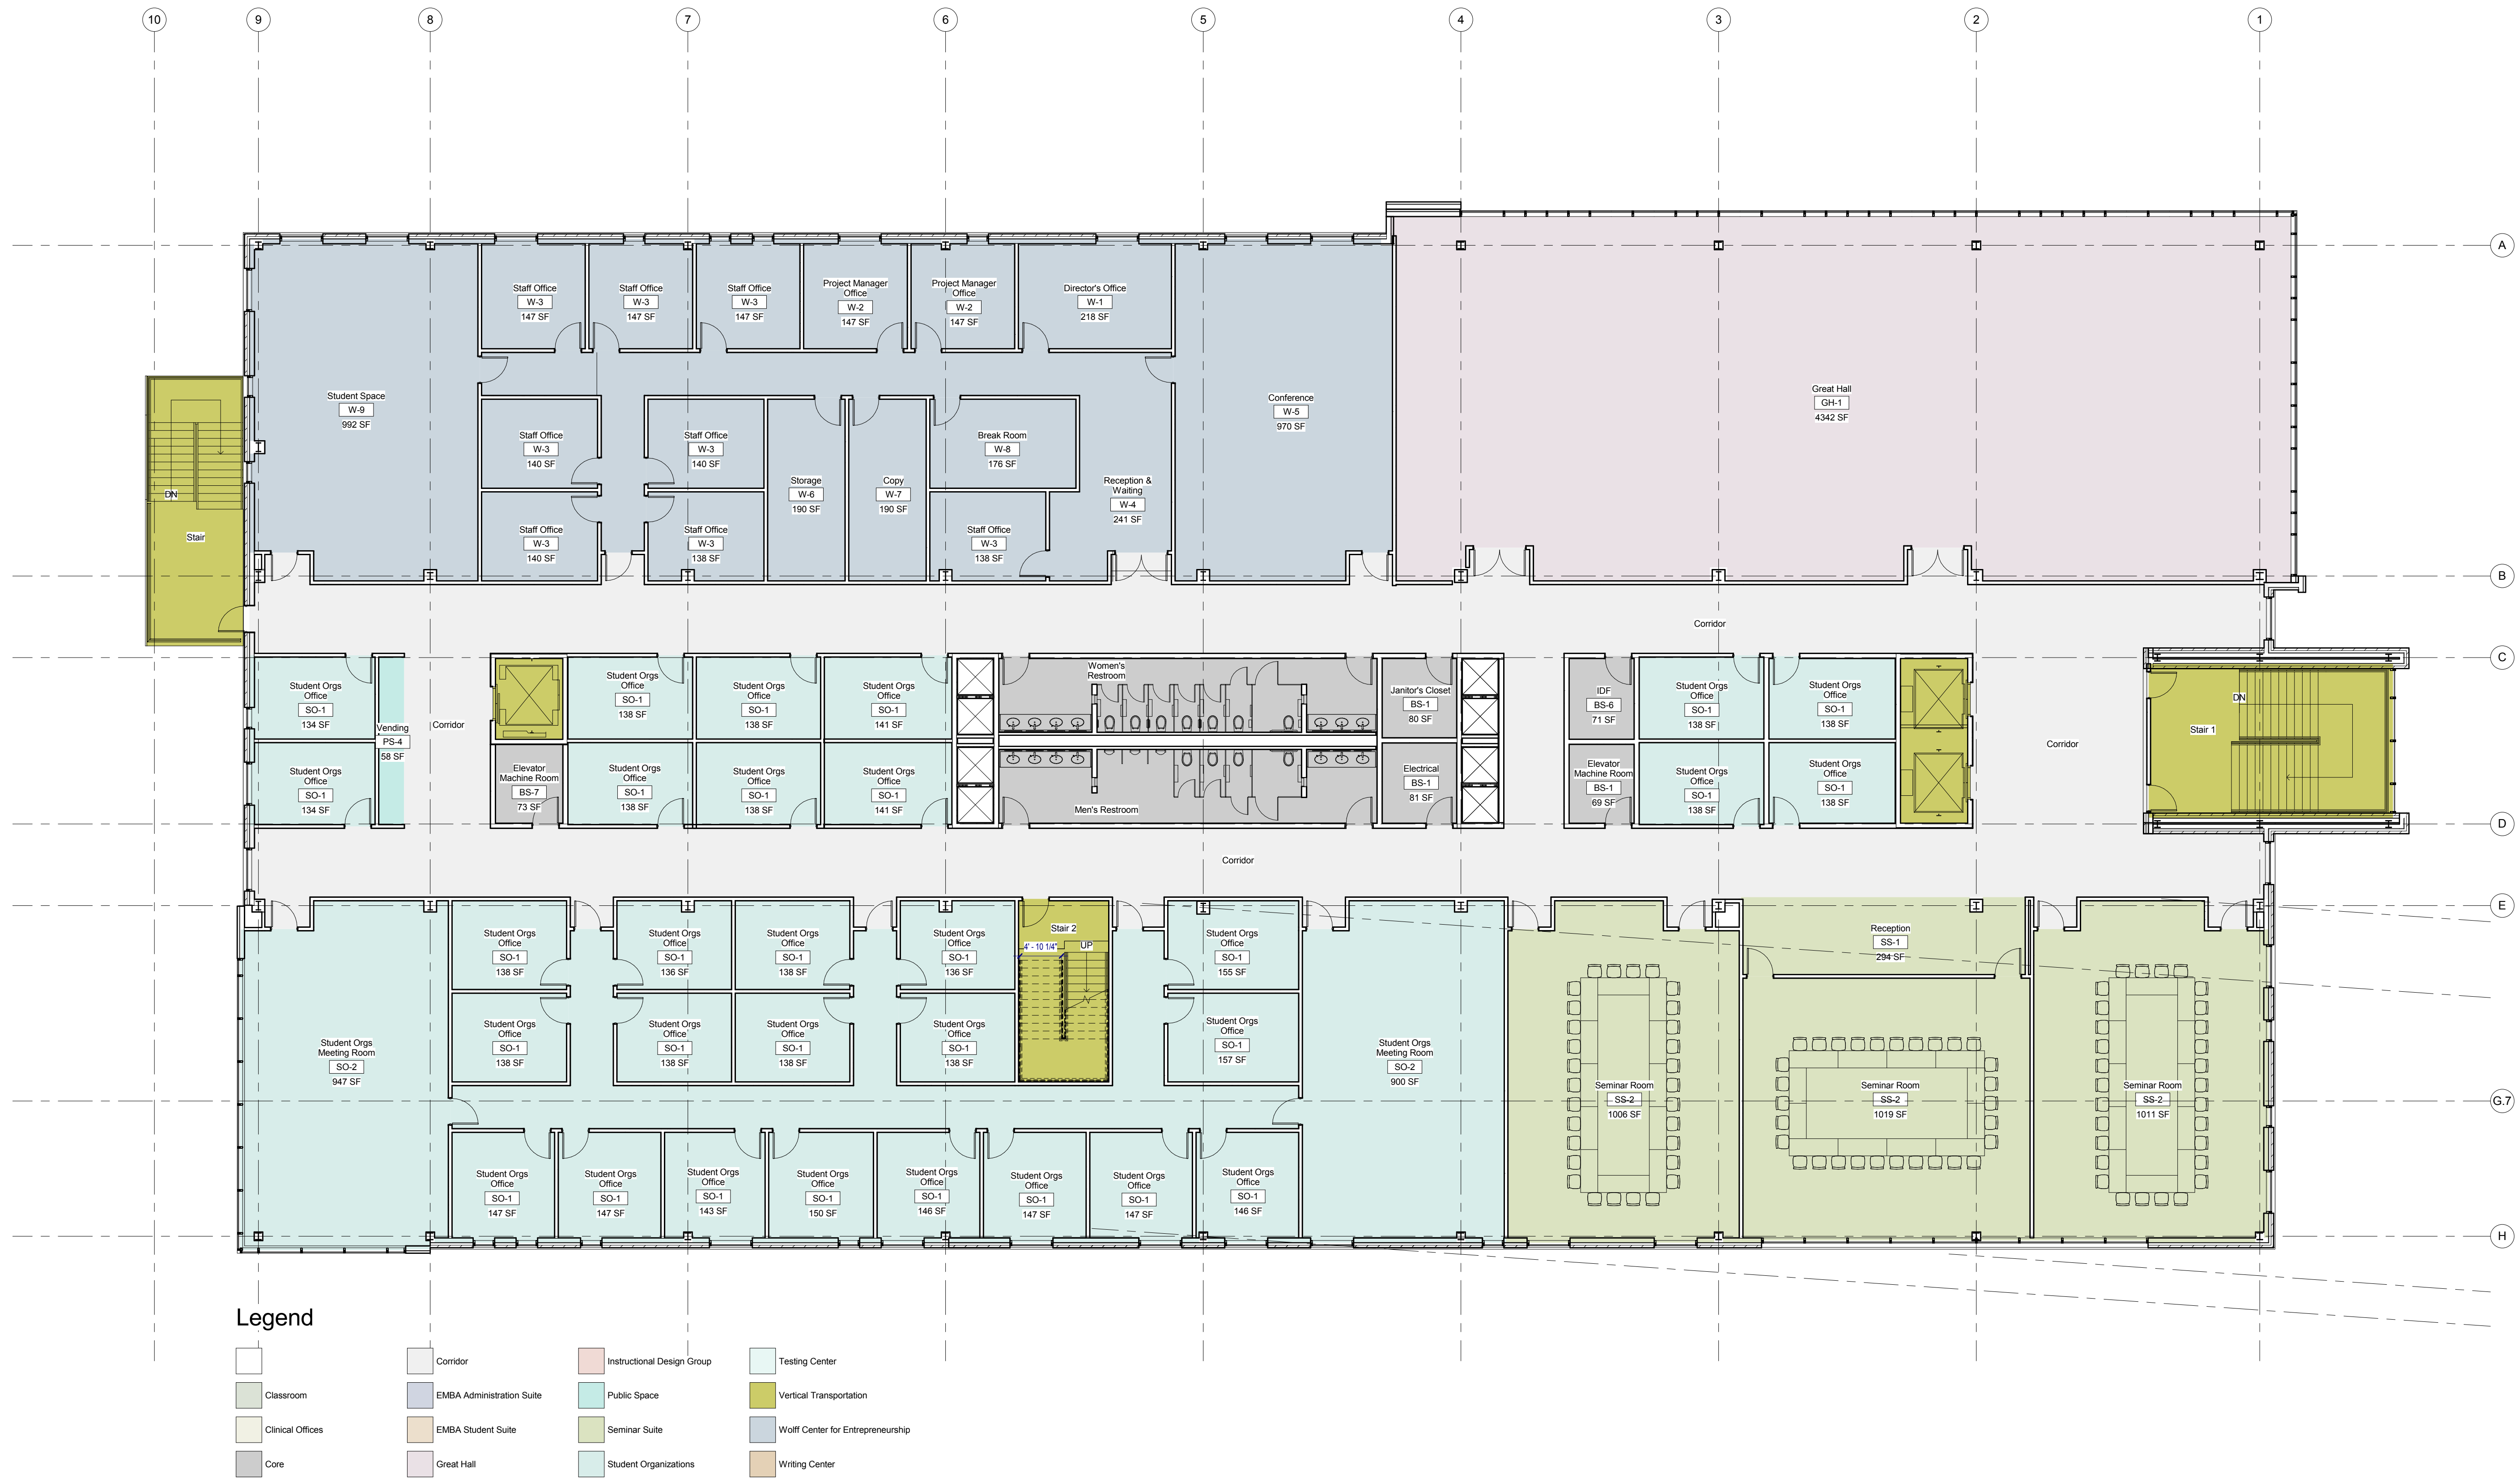 10
9
8
7
6
5
4
3
2
1
A
B
C
D
E
G.7
H
Staff Office
W-3
147 SF
Staff Office
W-3
147 SF
Staff Office
W-3
147 SF
Project Manager
Office
W-2
147 SF
Project Manager
Office
W-2
147 SF
Director's Office
W-1
218 SF
Student Space
W-9
992 SF
Conference
W-5
970 SF
Great Hall
GH-1
4342 SF
Staff Office
W-3
140 SF
Staff Office
W-3
140 SF
Break Room
W-8
176 SF
Storage
W-6
190 SF
Copy
W-7
190 SF
Reception &
Waiting
W-4
241 SF
DN
Stair
Staff Office
W-3
140 SF
Staff Office
W-3
138 SF
Staff Office
W-3
138 SF
Corridor
Student Orgs
Office
SO-1
134 SF
Vending
PS-4
58 SF
Corridor
Student Orgs
Office
SO-1
138 SF
Student Orgs
Office
SO-1
138 SF
Student Orgs
Office
SO-1
141 SF
Women's
Restroom
Janitor's Closet
BS-1
80 SF
IDF
BS-6
71 SF
Student Orgs
Office
SO-1
138 SF
Student Orgs
Office
SO-1
138 SF
Corridor
DN
Stair 1
Student Orgs
Office
SO-1
134 SF
Elevator
Machine Room
BS-7
73 SF
Student Orgs
Office
SO-1
138 SF
Student Orgs
Office
SO-1
138 SF
Student Orgs
Office
SO-1
141 SF
Men's Restroom
Electrical
BS-1
81 SF
Elevator
Machine Room
BS-1
69 SF
Student Orgs
Office
SO-1
138 SF
Student Orgs
Office
SO-1
138 SF
Corridor
Student Orgs
Office
SO-1
138 SF
Student Orgs
Office
SO-1
136 SF
Student Orgs
Office
SO-1
138 SF
Student Orgs
Office
SO-1
136 SF
Stair 2
4' - 10 1/4"
UP
Student Orgs
Office
SO-1
155 SF
Reception
SS-1
294 SF
Student Orgs
Office
SO-1
138 SF
Student Orgs
Office
SO-1
138 SF
Student Orgs
Office
SO-1
138 SF
Student Orgs
Office
SO-1
138 SF
Student Orgs
Office
SO-1
157 SF
Student Orgs
Meeting Room
SO-2
947 SF
Student Orgs
Meeting Room
SO-2
900 SF
Seminar Room
SS-2
1006 SF
Seminar Room
SS-2
1019 SF
Seminar Room
SS-2
1011 SF
Student Orgs
Office
SO-1
147 SF
Student Orgs
Office
SO-1
147 SF
Student Orgs
Office
SO-1
143 SF
Student Orgs
Office
SO-1
150 SF
Student Orgs
Office
SO-1
146 SF
Student Orgs
Office
SO-1
147 SF
Student Orgs
Office
SO-1
147 SF
Student Orgs
Office
SO-1
146 SF
Legend
Classroom
Clinical Offices
Core
Corridor
EMBA Administration Suite
EMBA Student Suite
Great Hall
Instructional Design Group
Public Space
Seminar Suite
Student Organizations
Testing Center
Vertical Transportation
Wolff Center for Entrepreneurship
Writing Center